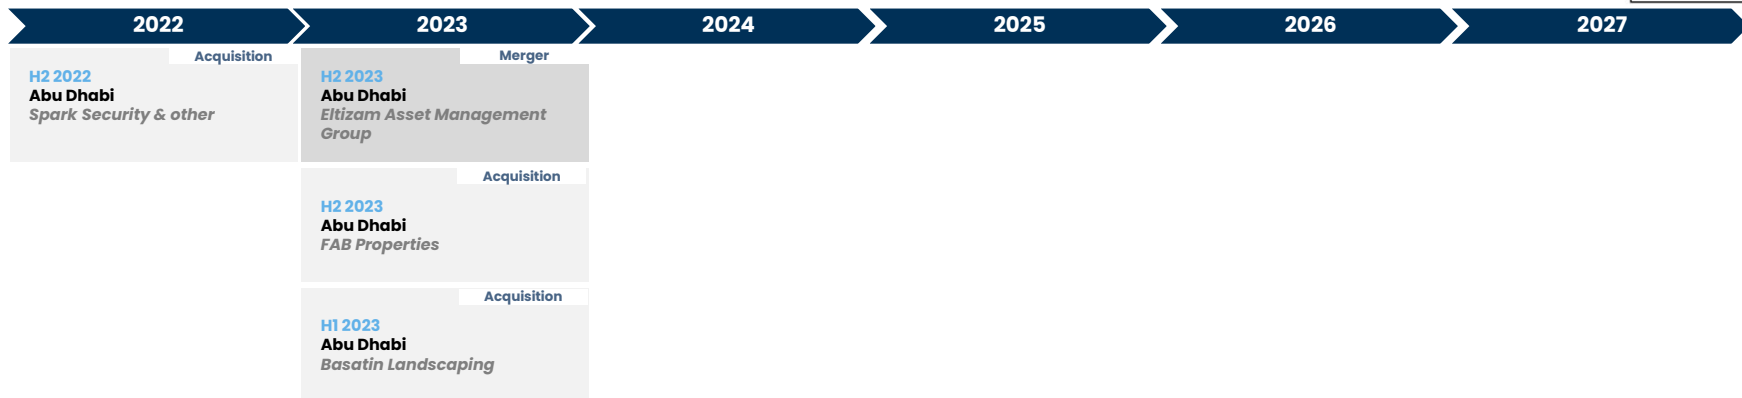 2022
2023
2024
2025
2026
2027
Acquisition
H2 2022
Abu Dhabi
Spark Security & other
Merger
H2 2023
Abu Dhabi
Eltizam Asset Management
Group
Acquisition
H2 2023
Abu Dhabi
FAB Properties
Acquisition
H1 2023
Abu Dhabi
Basatin Landscaping